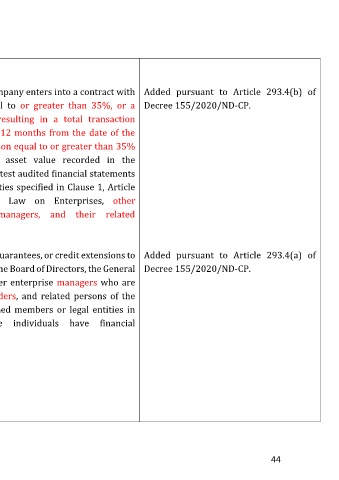 mpany enters into a contract with
l to or greater than 35%, or a
resulting in a total transaction
12 months from the date of the
on equal to or greater than 35%
asset value recorded in the
test audited financial statements
ties specified in Clause 1, Article
Law on Enterprises, other
managers, and their related
Added pursuant to Article 293.4(b) of
Decree 155/2020/ND-CP.
uarantees, or credit extensions to
he Board of Directors, the General
er enterprise managers who are
ders, and related persons of the
ned members or legal entities in
e individuals have financial
Added pursuant to Article 293.4(a) of
Decree 155/2020/ND-CP.
44